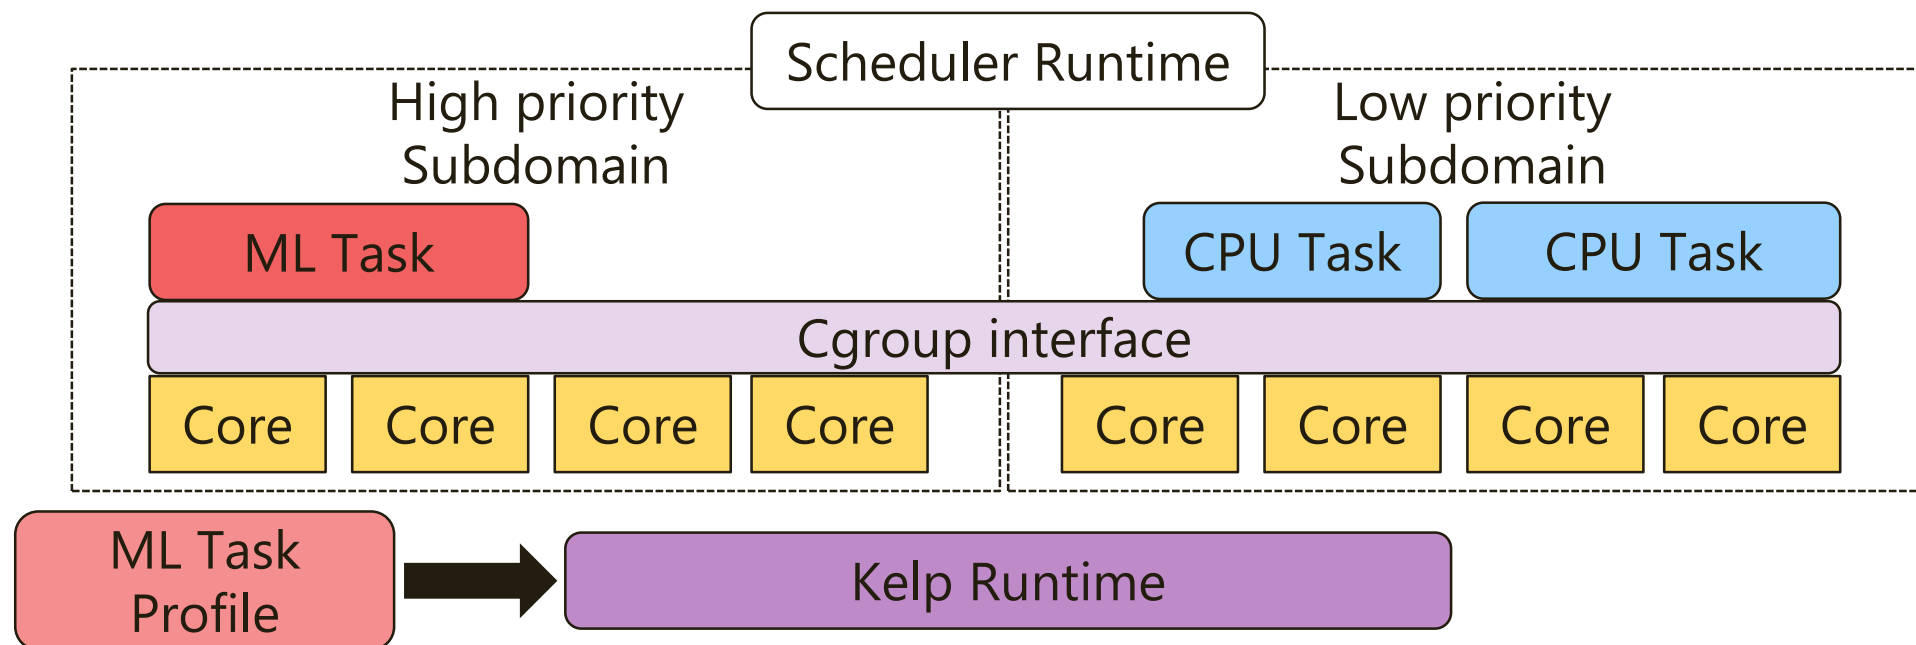 Scheduler Runtime
High priority
Subdomain
Low priority
Subdomain
ML Task
CPU Task
CPU Task
Cgroup interface
Core
Core
Core
Core
Core
Core
Core
Core
ML Task
Profile
Kelp Runtime